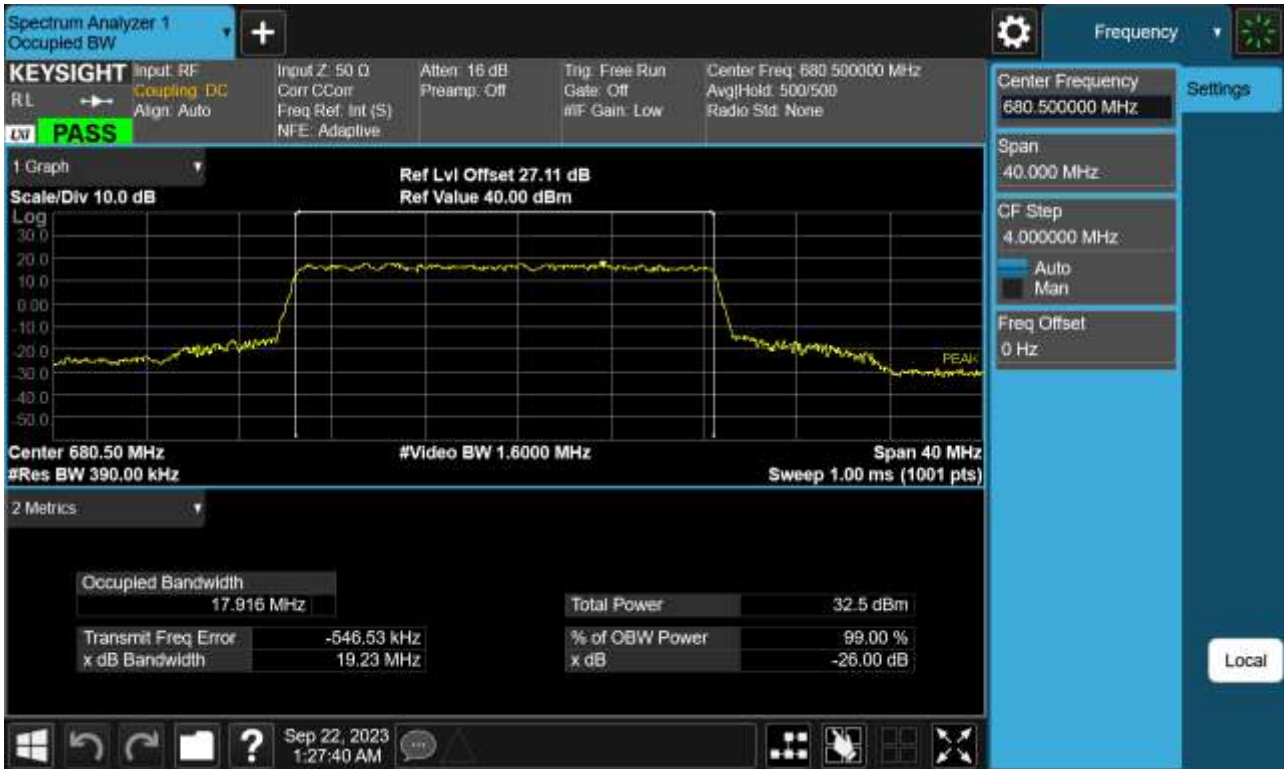 Spectrum Analyzer 1
Occupied BW
+
Frequency
KEYSIGHT
RL
LXI
PASS
Input: RF
Coupling: DC
Align: Auto
Input Z: 50 Ω
Corr CCorr
Freq Ref: Int (S)
NFE: Adaptive
Atten: 16 dB
Preamp: Off
Trig: Free Run
Gate: Off
#IF Gain: Low
Center Freq: 680.500000 MHz
Avg|Hold: 500/500
Radio Std: None
1 Graph
Scale/Div 10.0 dB
Ref Lvl Offset 27.11 dB
Ref Value 40.00 dBm
Log
30.0
20.0
10.0
0.00
-10.0
-20.0
-30.0
-40.0
-50.0
PEAK
Center 680.50 MHz
#Video BW 1.6000 MHz
Span 40 MHz
#Res BW 390.00 kHz
Sweep 1.00 ms (1001 pts)
2 Metrics
Occupied Bandwidth
17.916 MHz
Transmit Freq Error -546.53 kHz
x dB Bandwidth 19.23 MHz
Total Power 32.5 dBm
% of OBW Power 99.00 %
x dB -26.00 dB
Center Frequency
680.500000 MHz
Span
40.000 MHz
CF Step
4.000000 MHz
Auto
Man
Freq Offset
0 Hz
Settings
Local
?
Sep 22, 2023
1:27:40 AM